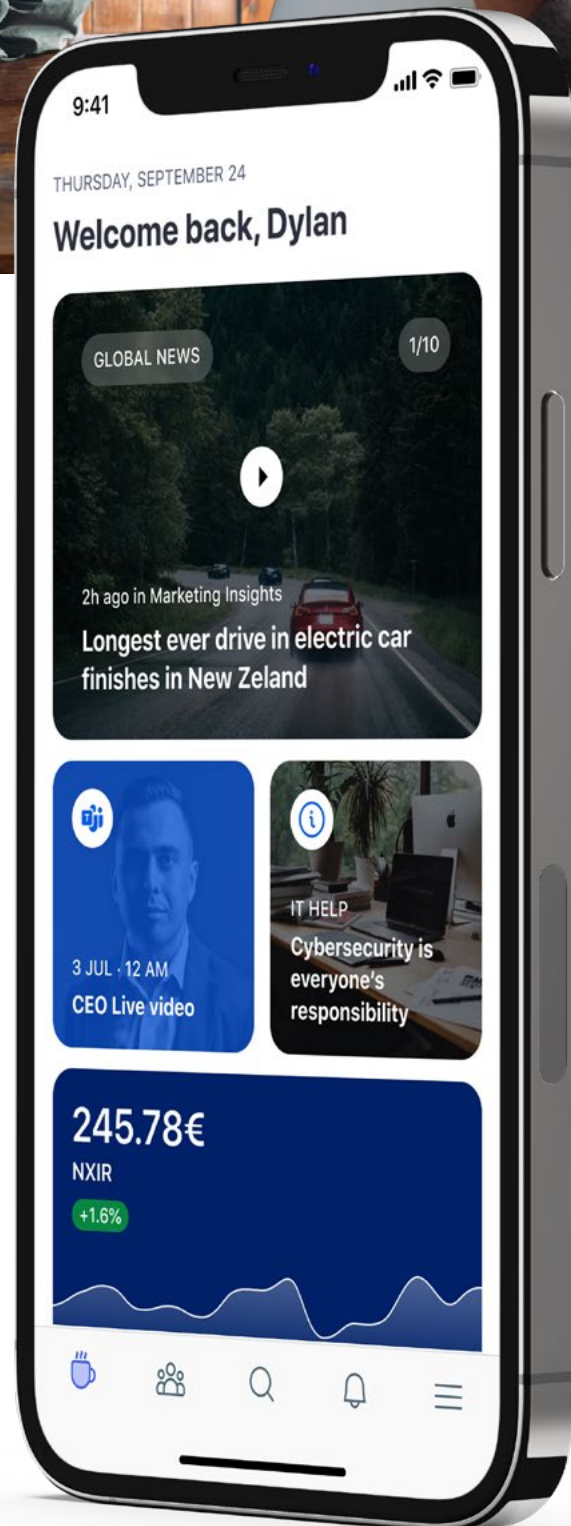 9:41
THURSDAY, SEPTEMBER 24
Welcome back, Dylan
GLOBAL NEWS
1/10
2h ago in Marketing Insights
Longest ever drive in electric car
finishes in New Zeland
3 JUL · 12 AM
CEO Live video
IT HELP
Cybersecurity is
everyone's
responsibility
245.78€
NXIR
+1.6%